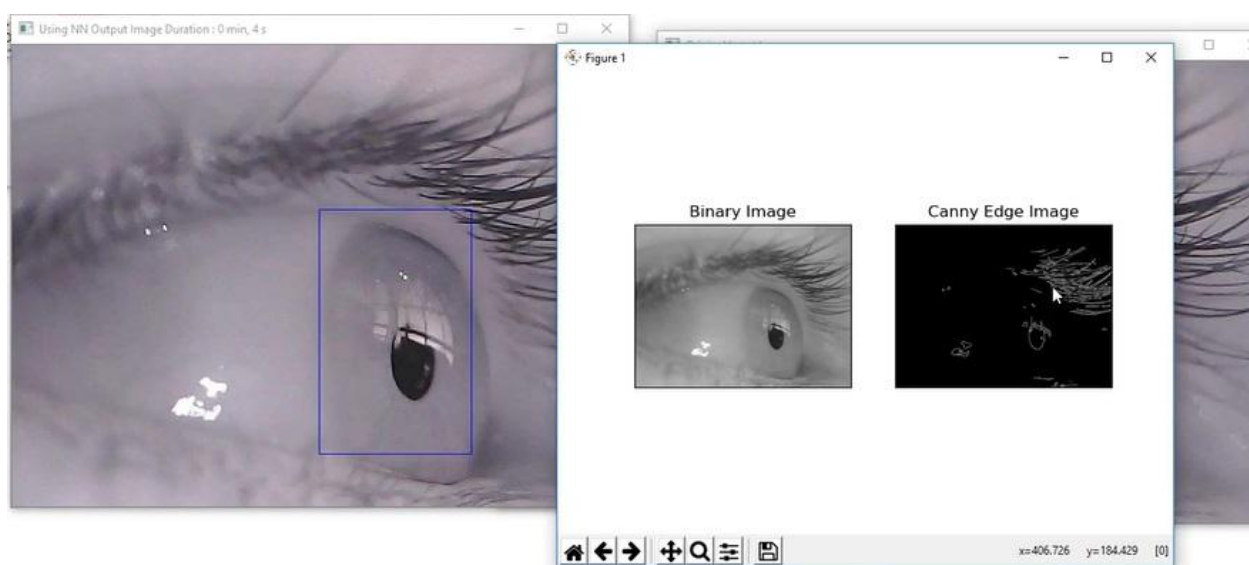 Using NN Output Image Duration : 0 min, 4 s
Figure 1
Binary Image
Canny Edge Image
x=406.726 y=184.429 [0]